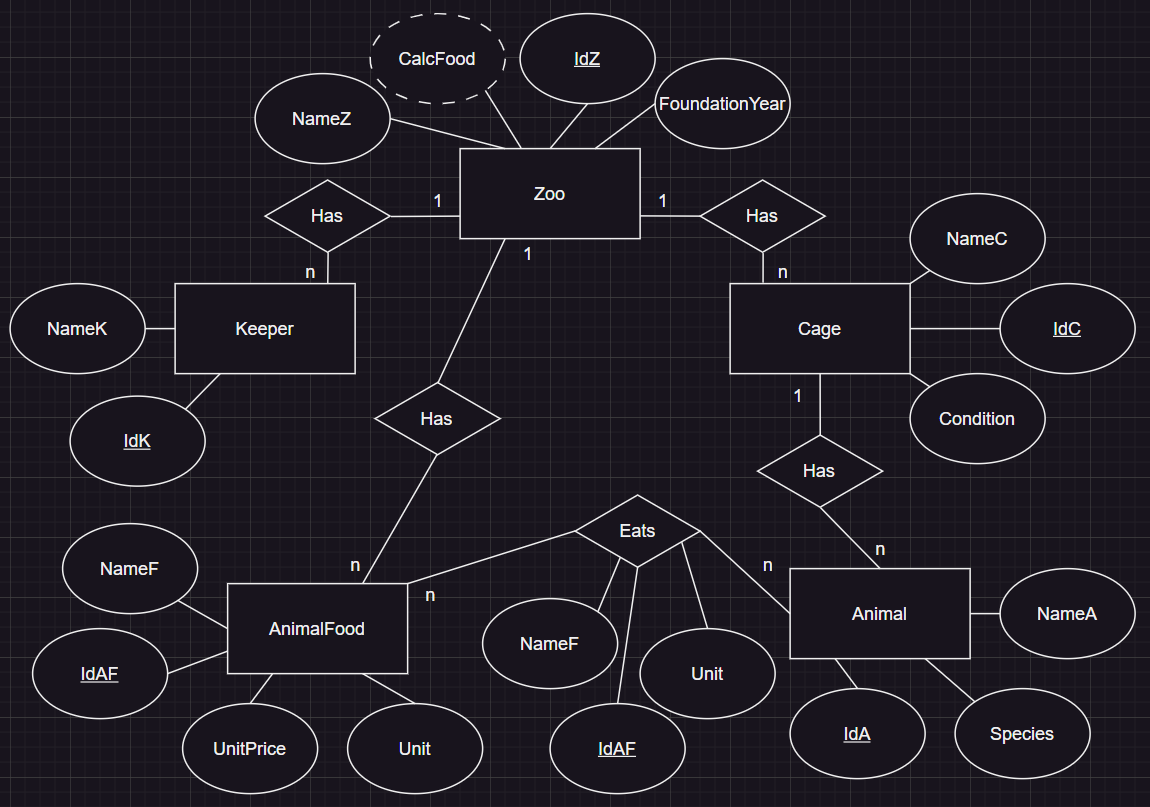 CalcFood
IdZ
FoundationYear
NameZ
Zoo
Has
1
1
Has
n
1
n
NameC
NameK
Keeper
Cage
IdC
IdK
Has
1
Condition
Has
NameF
n
Eats
n
n
n
AnimalFood
Animal
NameA
IdAF
NameF
Unit
UnitPrice
Unit
IdAF
IdA
Species